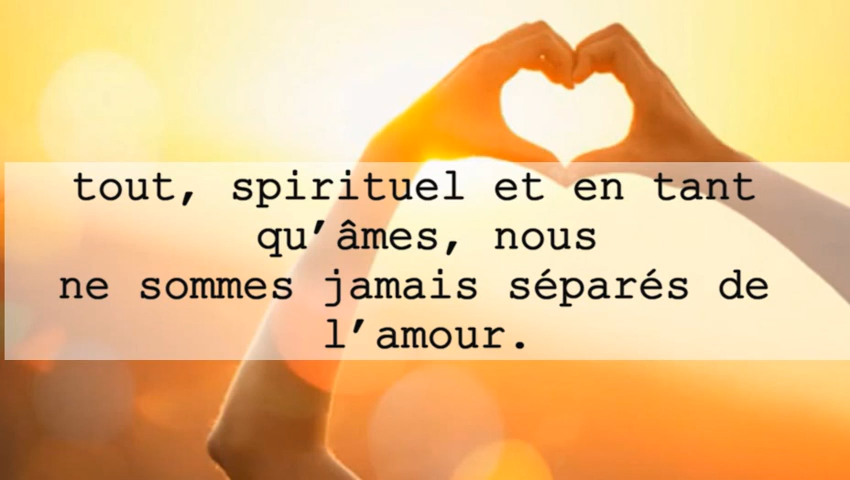 tout, spirituel et en tant
qu’âmes, nous
ne sommes jamais séparés de
l’amour.